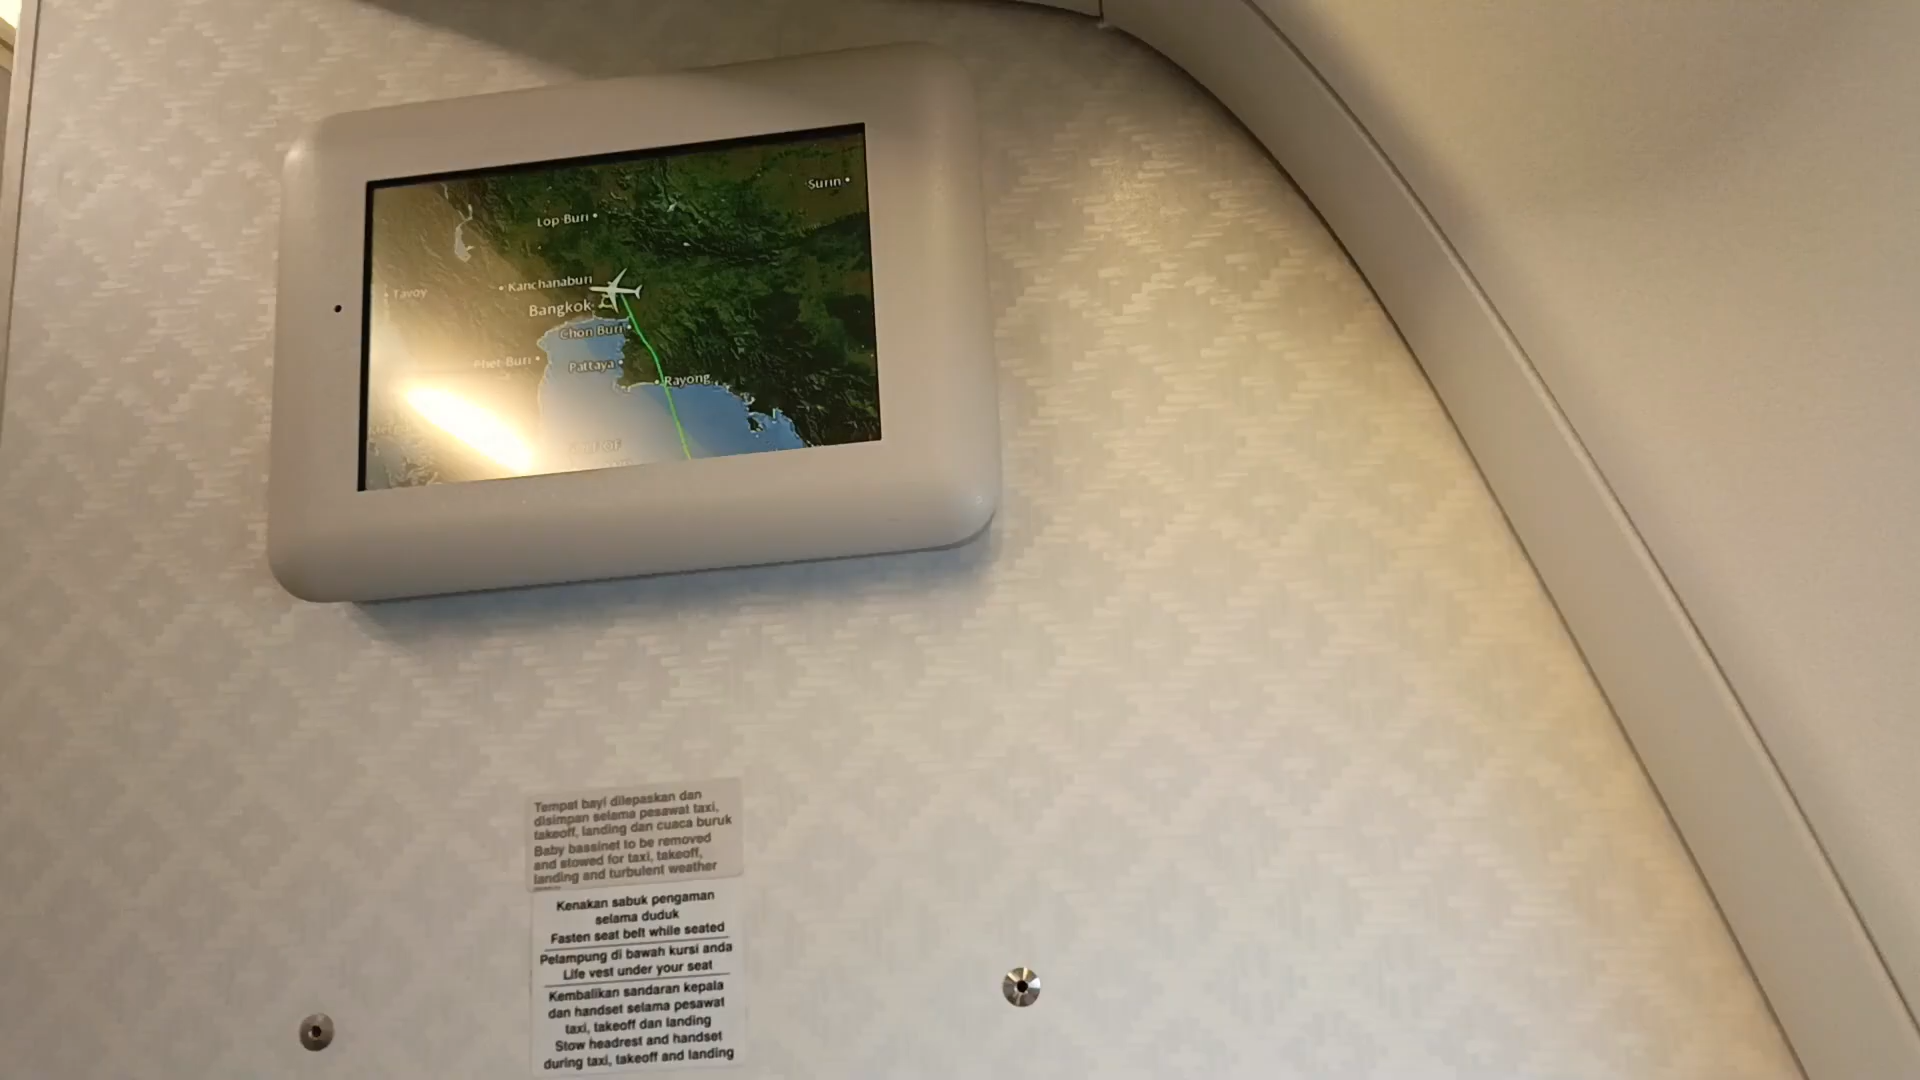 Surin
Lop Buri
Kanchanaburi
Tavoy
Bangkok
Chon Buri
Phet Buri
Pattaya
Rayong
OF
Tempat bayi dilepaskan dan
disimpan selama pesawat taxi,
takeoff, landing dan cuaca buruk
Baby bassinet to be removed
and stowed for taxi, takeoff,
landing and turbulent weather
Kenakan sabuk pengaman
selama duduk
Fasten seat belt while seated
Pelampung di bawah kursi anda
Life vest under your seat
Kembalikan sandaran kepala
dan handset selama pesawat
taxi, takeoff dan landing
Stow headrest and handset
during taxi, takeoff and landing